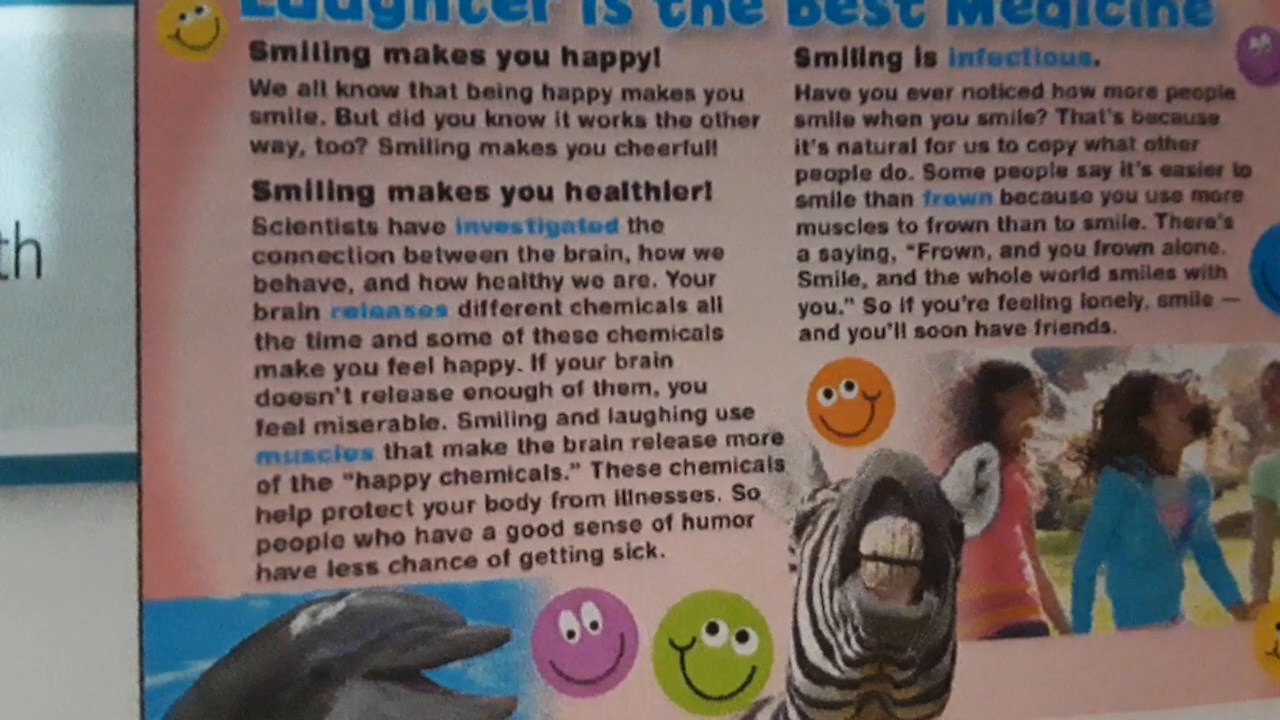 Laughter is the Best Medicine
Smiling makes you happy!
We all know that being happy makes you
smile. But did you know it works the other
way, too? Smiling makes you cheerful!
Smiling makes you healthier!
Scientists have investigated the
connection between the brain, how we
behave, and how healthy we are. Your
brain releases different chemicals all
the time and some of these chemicals
make you feel happy. If your brain
doesn't release enough of them, you
feel miserable. Smiling and laughing use
muscles that make the brain release more
of the "happy chemicals." These chemicals
help protect your body from illnesses. So
people who have a good sense of humor
have less chance of getting sick.
Smiling is infectious.
Have you ever noticed how more people
smile when you smile? That's because
it's natural for us to copy what other
people do. Some people say it's easier to
smile than frown because you use more
muscles to frown than to smile. There's
a saying, "Frown, and you frown alone.
Smile, and the whole world smiles with
you." So if you're feeling lonely, smile —
and you'll soon have friends.
th